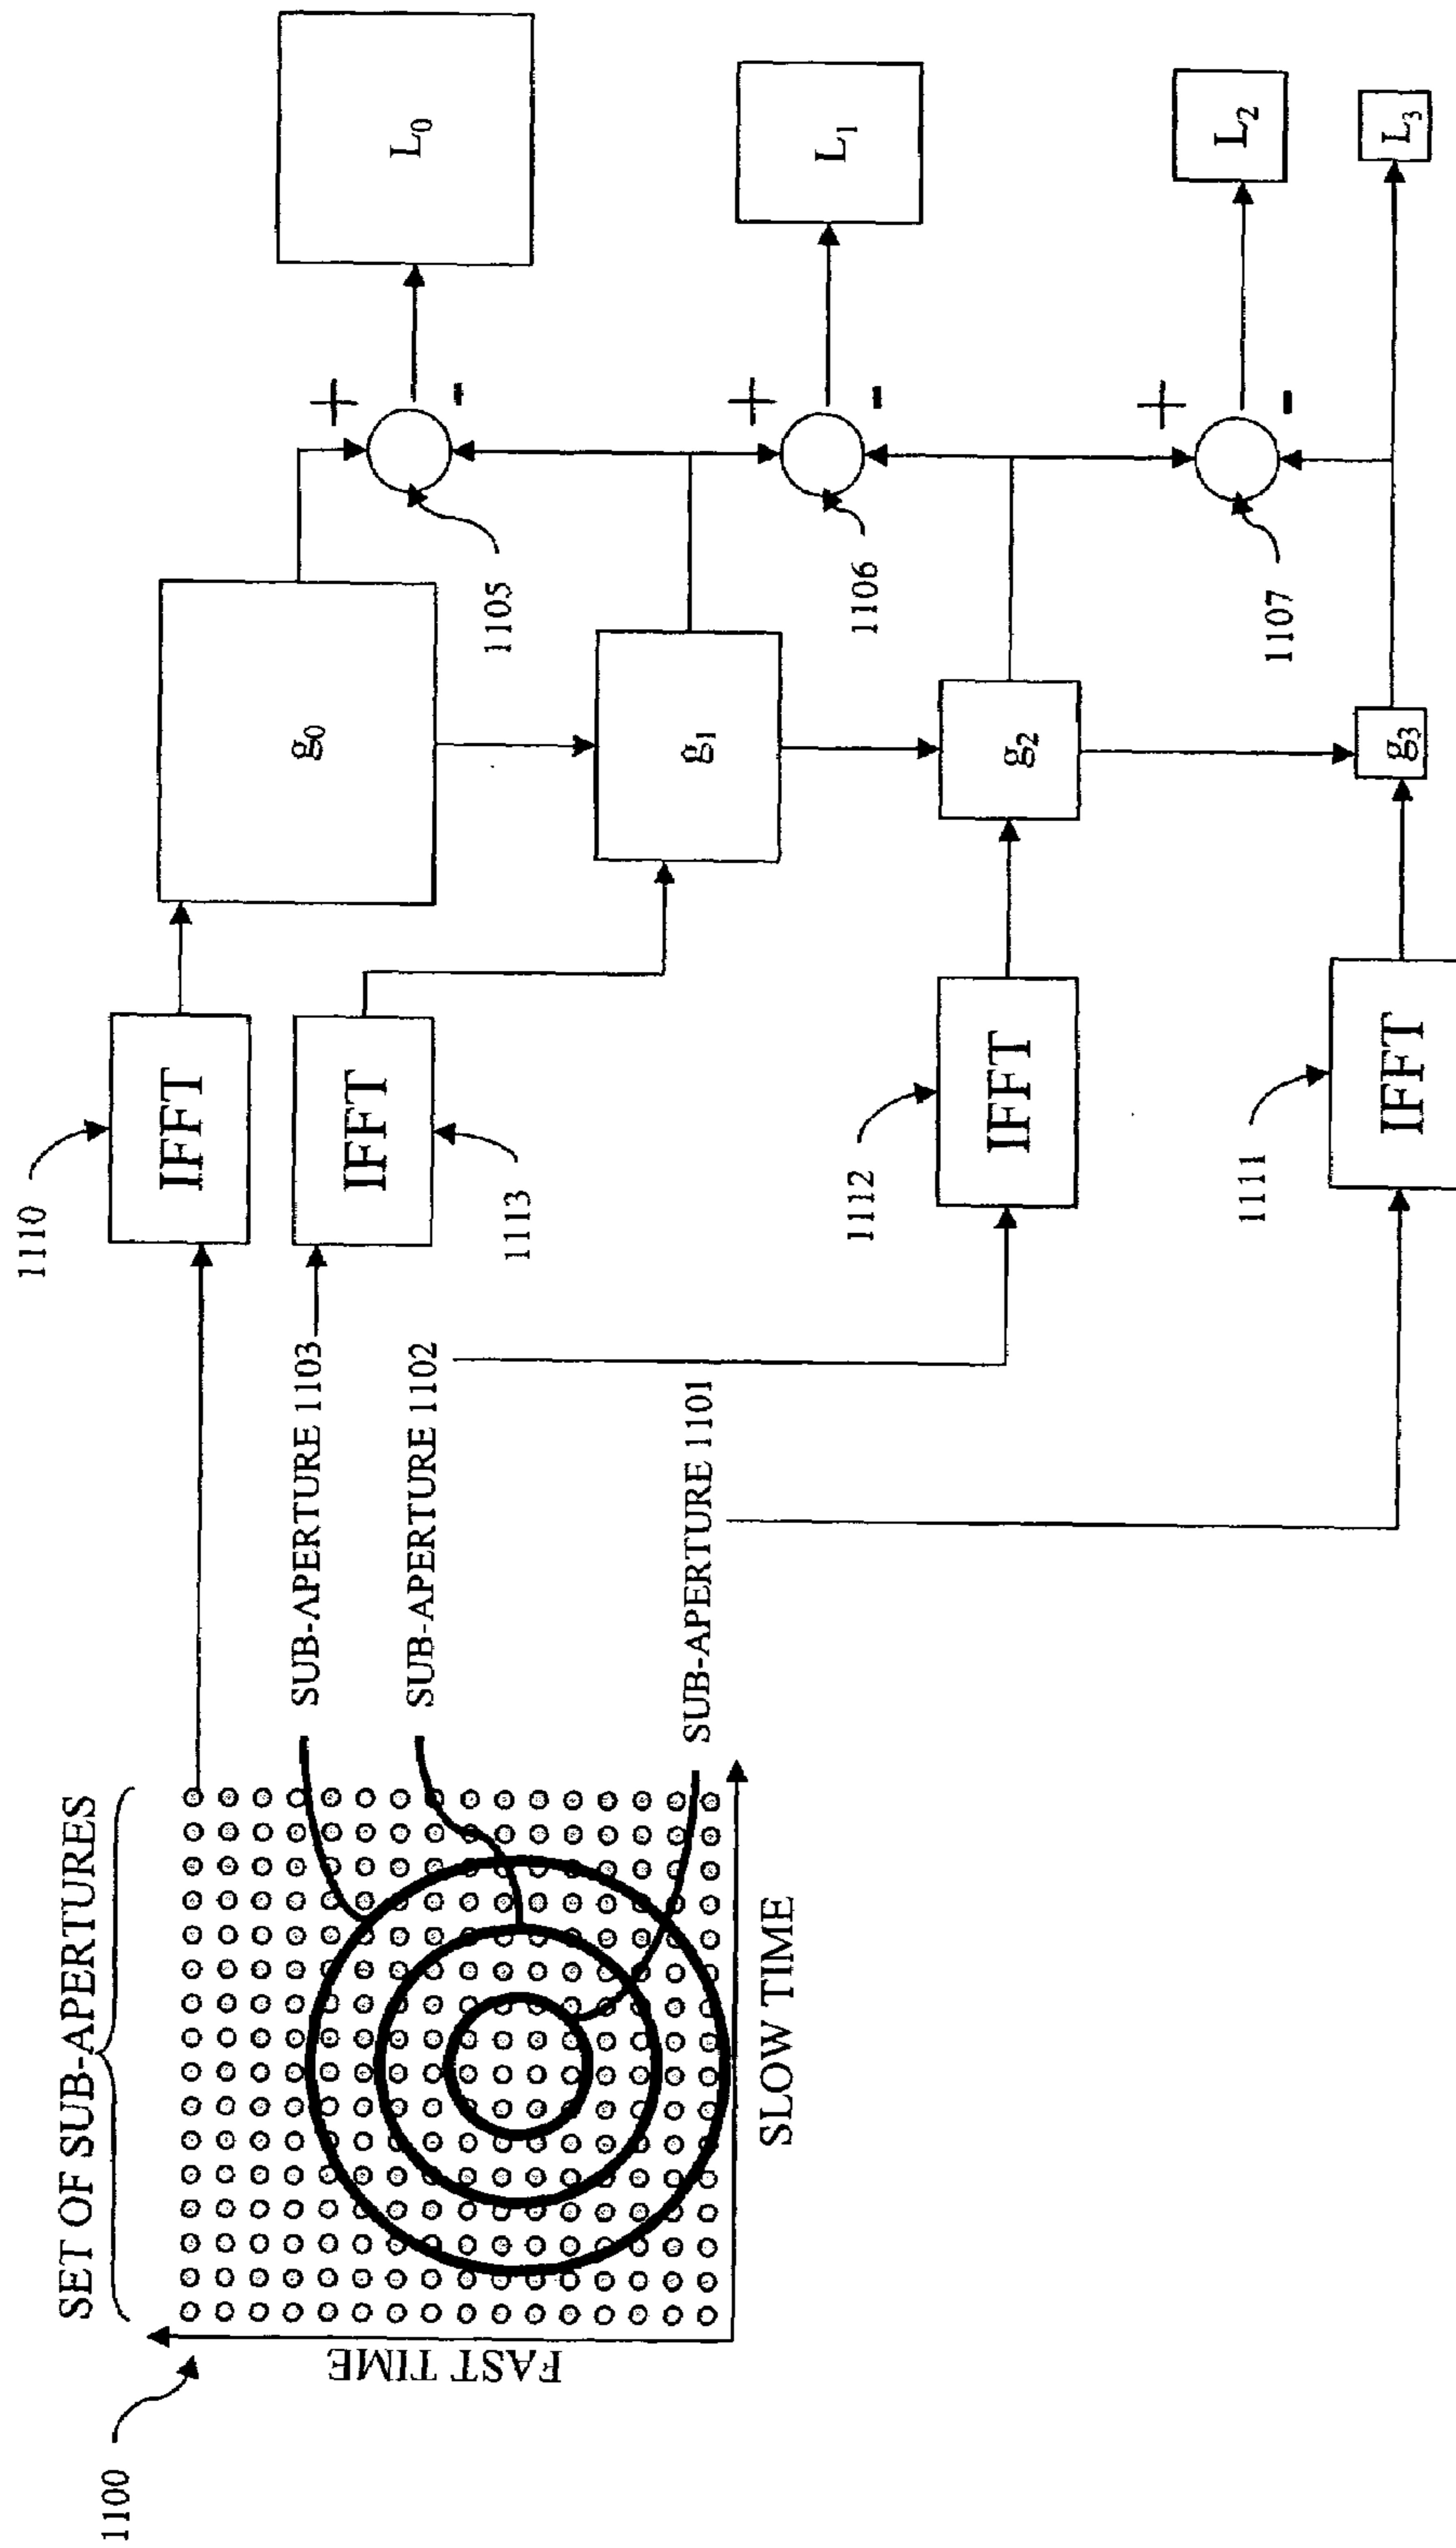 1100
SET OF SUB-APERTURES
FAST TIME
SLOW TIME
SUB-APERTURE 1103
SUB-APERTURE 1102
SUB-APERTURE 1101
1110
IFFT
IFFT
1113
1112
IFFT
1111
IFFT
g0
g1
g2
g3
+
-
1105
+
-
1106
+
-
1107
L0
L1
L2
L3